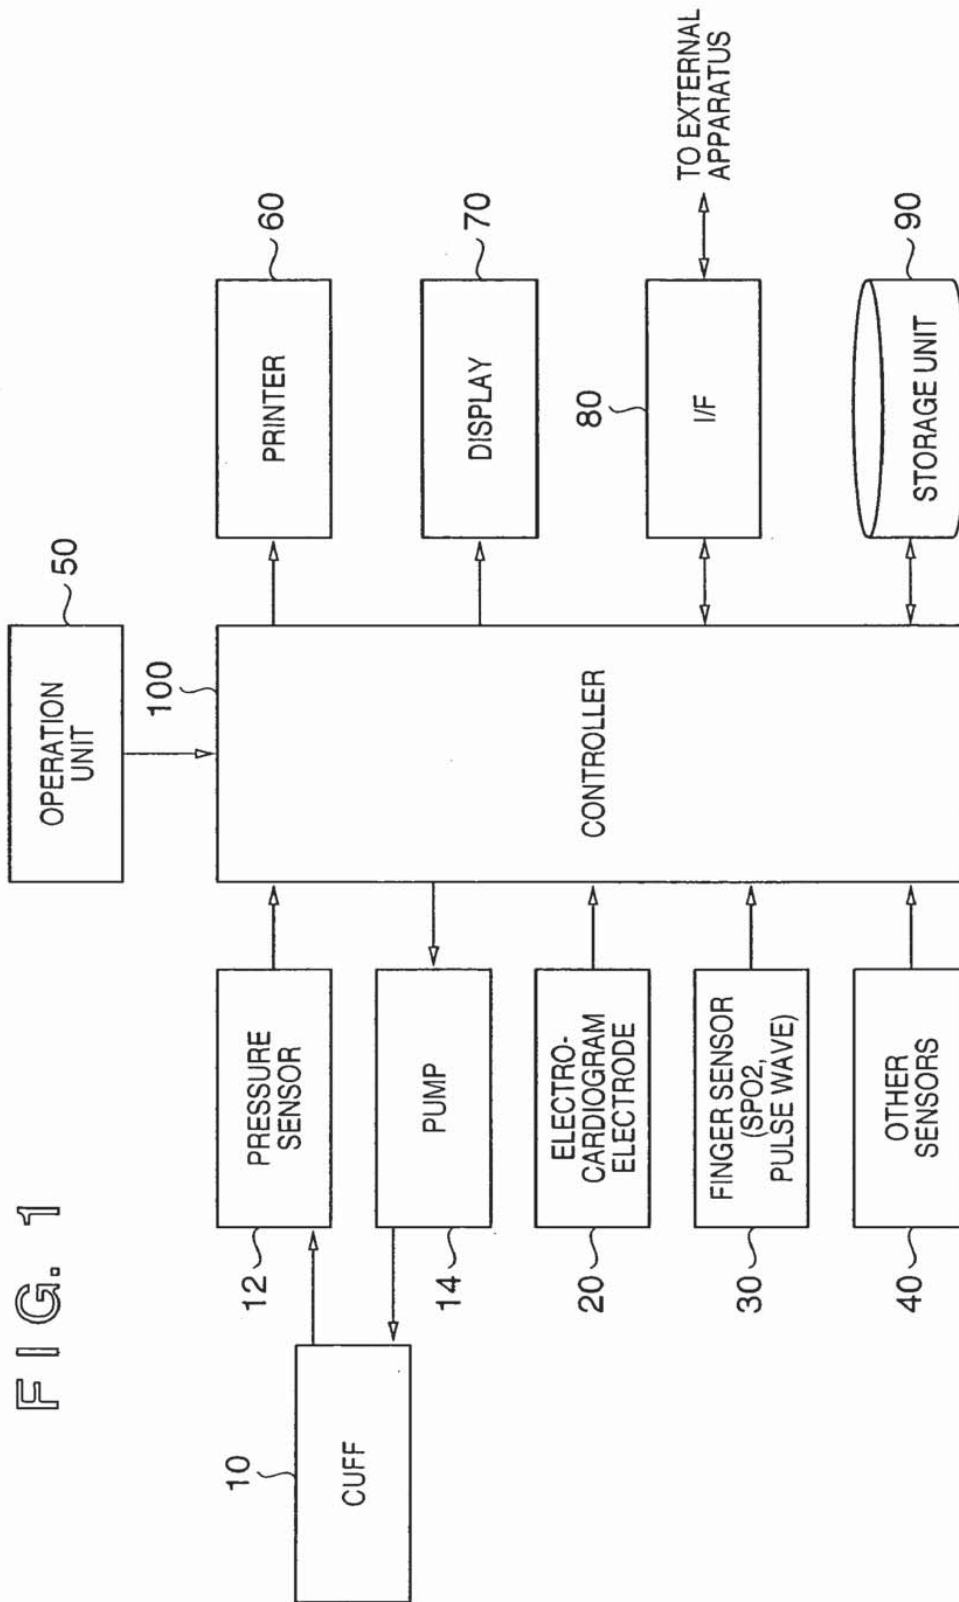 FIG. 1
OPERATION
UNIT
50
100
CONTROLLER
10
CUFF
12
PRESSURE
SENSOR
14
PUMP
20
ELECTRO-
CARDIOGRAM
ELECTRODE
30
FINGER SENSOR
(SPO2,
PULSE WAVE)
40
OTHER
SENSORS
60
PRINTER
70
DISPLAY
80
I/F
TO EXTERNAL
APPARATUS
90
STORAGE UNIT